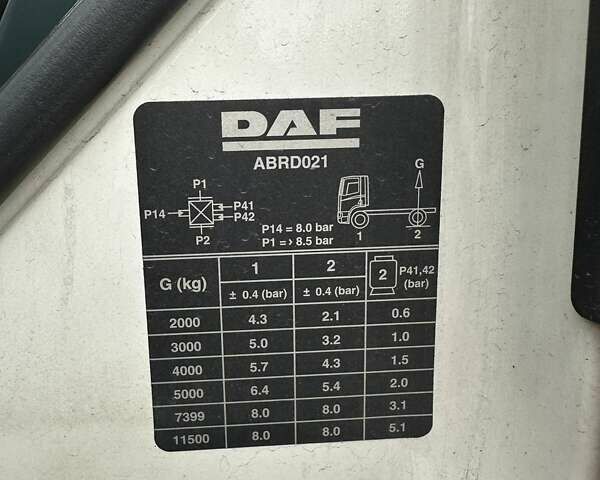 DAF
ABRD021
P1
G
P14 P41
P42
P2
P14 = 8.0 bar
P1 = > 8.5 bar
1 2
G (kg) 1 2 2 P41,42 (bar)
± 0.4 (bar) ± 0.4 (bar)
2000 4.3 2.1 0.6
3000 5.0 3.2 1.0
4000 5.7 4.3 1.5
5000 6.4 5.4 2.0
7399 8.0 8.0 3.1
11500 8.0 8.0 5.1